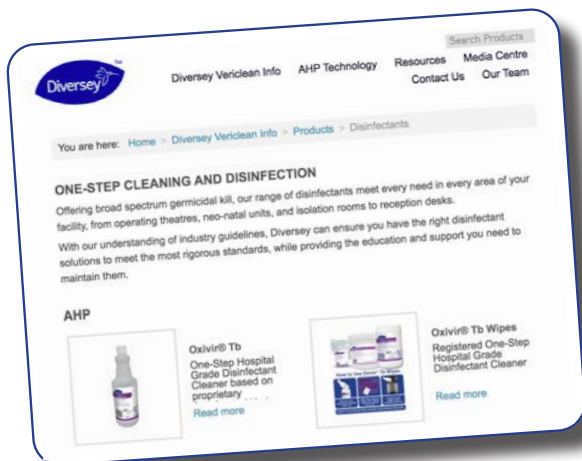 Search Products
Diversey™
Diversey Vericlean Info AHP Technology Resources Media Centre
Contact Us Our Team
You are here: Home > Diversey Vericlean Info > Products > Disinfectants
ONE-STEP CLEANING AND DISINFECTION
Offering broad spectrum germicidal kill, our range of disinfectants meet every need in every area of your
facility, from operating theatres, neo-natal units, and isolation rooms to reception desks.
With our understanding of industry guidelines, Diversey can ensure you have the right disinfectant
solutions to meet the most rigorous standards, while providing the education and support you need to
maintain them.
AHP
Oxivir® Tb
One-Step Hospital
Grade Disinfectant
Cleaner based on
proprietary
Read more
Oxivir® Tb Wipes
Registered One-Step
Hospital Grade
Disinfectant Cleaner
Read more